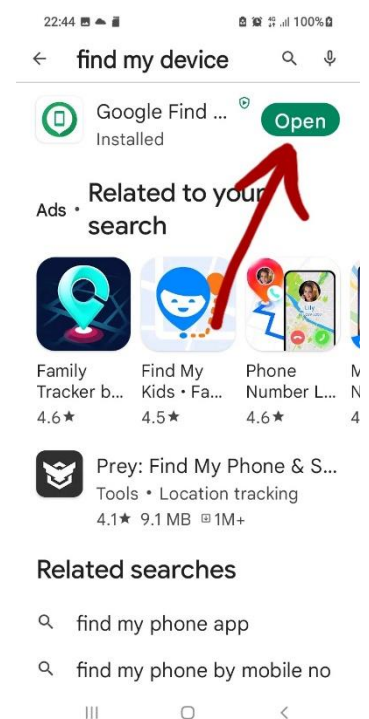 22:44 100%
find my device
Google Find ...
Installed
Open
Ads • Related to your
search
Family
Tracker b...
4.6★
Find My
Kids • Fa...
4.5★
Phone
Number L...
4.6★
M
N
4
Prey: Find My Phone & S...
Tools • Location tracking
4.1★ 9.1 MB 1M+
Related searches
find my phone app
find my phone by mobile no